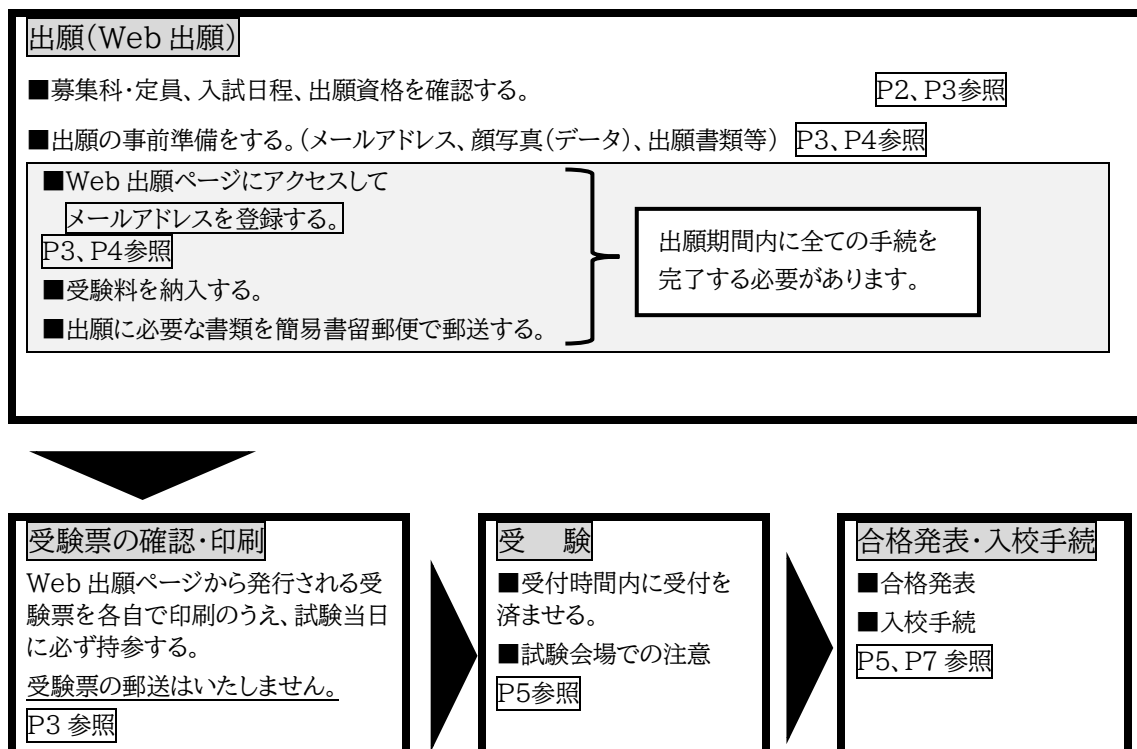 出願(Web 出願)
■募集科・定員、入試日程、出願資格を確認する。 P2、P3参照
■出願の事前準備をする。(メールアドレス、顔写真(データ)、出願書類等) P3、P4参照
■Web 出願ページにアクセスして
メールアドレスを登録する。
P3、P4参照
■受験料を納入する。
■出願に必要な書類を簡易書留郵便で郵送する。
出願期間内に全ての手続を
完了する必要があります。
受験票の確認・印刷
Web 出願ページから発行される受
験票を各自で印刷のうえ、試験当日
に必ず持参する。
受験票の郵送はいたしません。
P3 参照
受 験
■受付時間内に受付を
済ませる。
■試験会場での注意
P5参照
合格発表・入校手続
■合格発表
■入校手続
P5、P7 参照